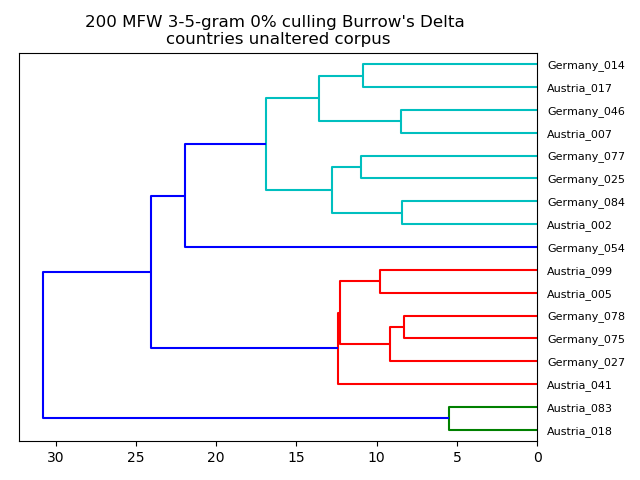 200 MFW 3-5-gram 0% culling Burrow's Delta
countries unaltered corpus
Germany_014
Austria_017
Germany_046
Austria_007
Germany_077
Germany_025
Germany_084
Austria_002
Germany_054
Austria_099
Austria_005
Germany_078
Germany_075
Germany_027
Austria_041
Austria_083
Austria_018
30 25 20 15 10 5 0